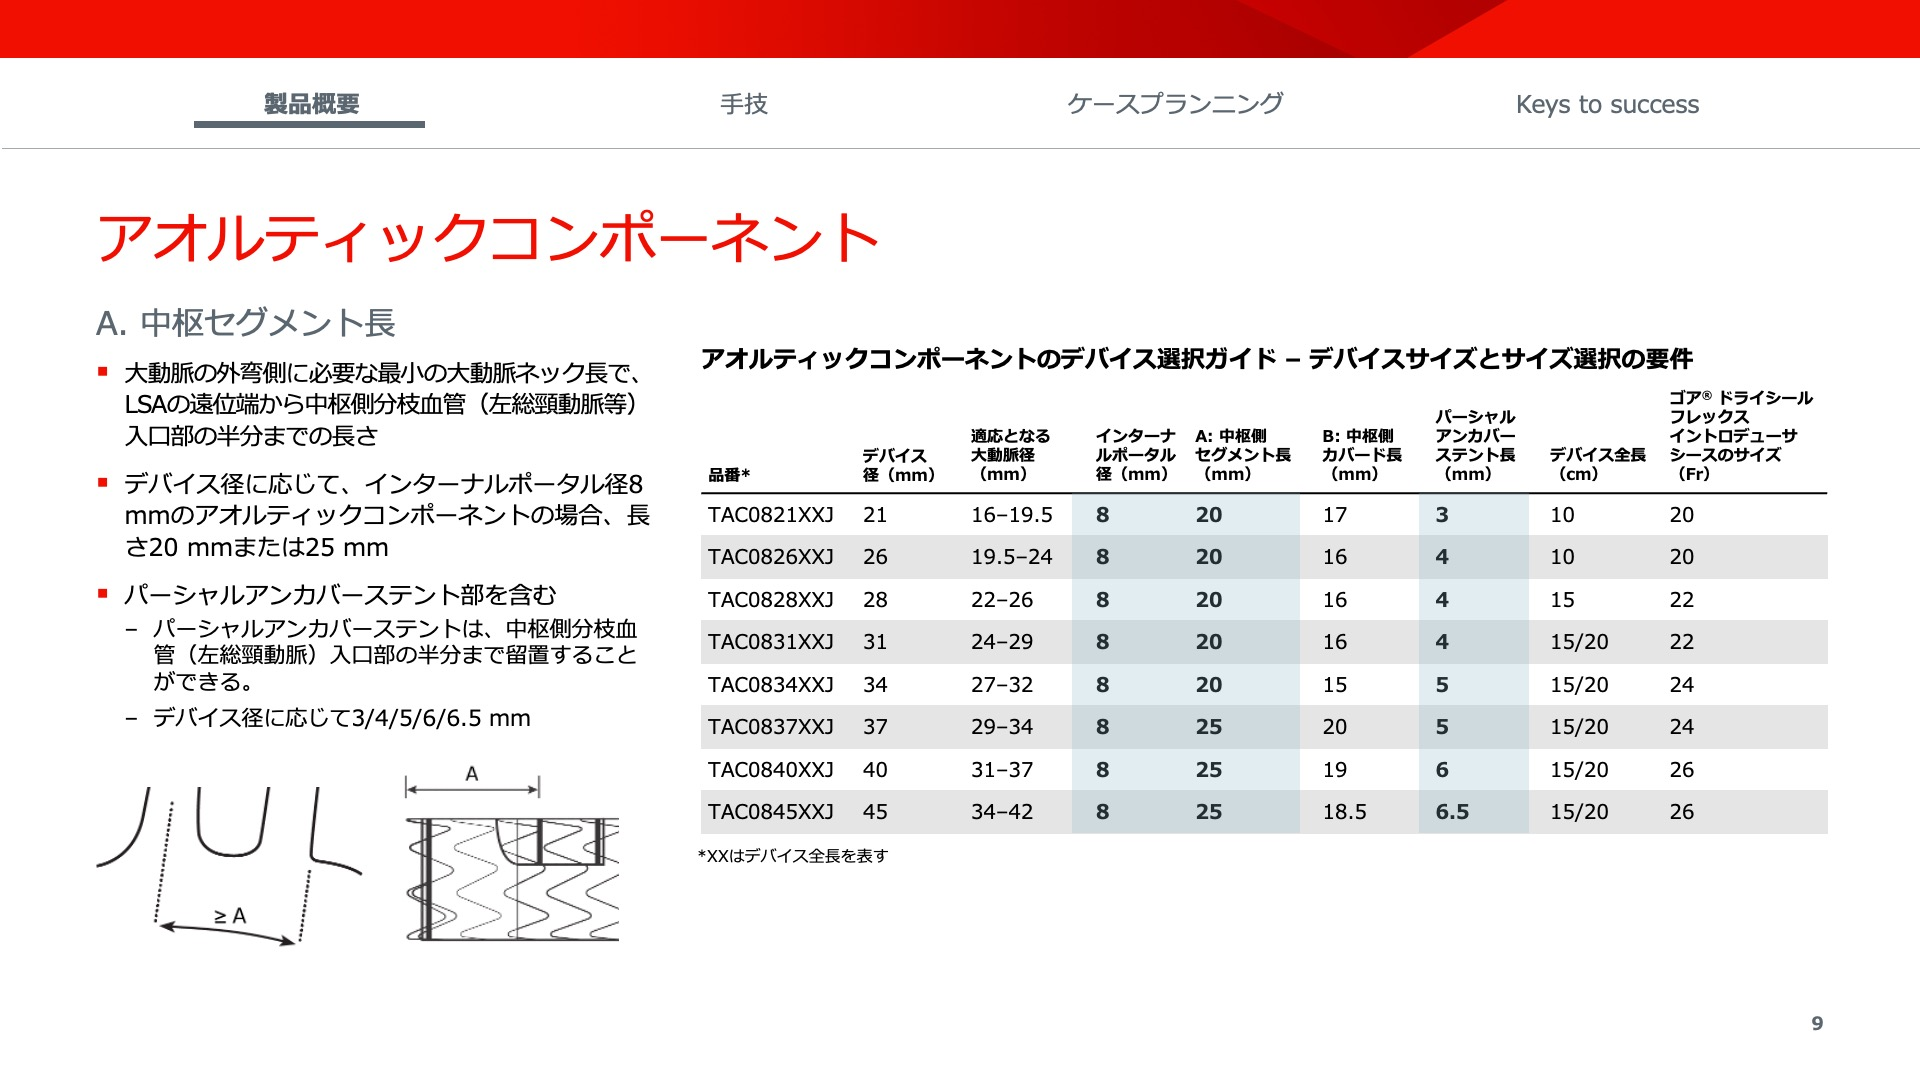 製品概要
手技
ケースプランニング
Keys to success
アオルティックコンポーネント
A. 中枢セグメント長
大動脈の外弯側に必要な最小の大動脈ネック長で、
LSAの遠位端から中枢側分枝血管（左総頸動脈等）
入口部の半分までの長さ
デバイス径に応じて、インターナルポータル径8
mmのアオルティックコンポーネントの場合、長
さ20 mmまたは25 mm
パーシャルアンカバーステント部を含む
– パーシャルアンカバーステントは、中枢側分枝血
管（左総頸動脈）入口部の半分まで留置すること
ができる。
– デバイス径に応じて3/4/5/6/6.5 mm
≥ A
A
アオルティックコンポーネントのデバイス選択ガイド – デバイスサイズとサイズ選択の要件
品番*
デバイス
径（mm）
適応となる
大動脈径
（mm）
インターナ
ルポータル
径（mm）
A: 中枢側
セグメント長
（mm）
B: 中枢側
カバード長
（mm）
パーシャル
アンカバー
ステント長
（mm）
デバイス全長
（cm）
ゴア® ドライシール
フレックス
イントロデューサ
シースのサイズ
（Fr）
TAC0821XXJ 21 16–19.5 8 20 17 3 10 20
TAC0826XXJ 26 19.5–24 8 20 16 4 10 20
TAC0828XXJ 28 22–26 8 20 16 4 15 22
TAC0831XXJ 31 24–29 8 20 16 4 15/20 22
TAC0834XXJ 34 27–32 8 20 15 5 15/20 24
TAC0837XXJ 37 29–34 8 25 20 5 15/20 24
TAC0840XXJ 40 31–37 8 25 19 6 15/20 26
TAC0845XXJ 45 34–42 8 25 18.5 6.5 15/20 26
*XXはデバイス全長を表す
9